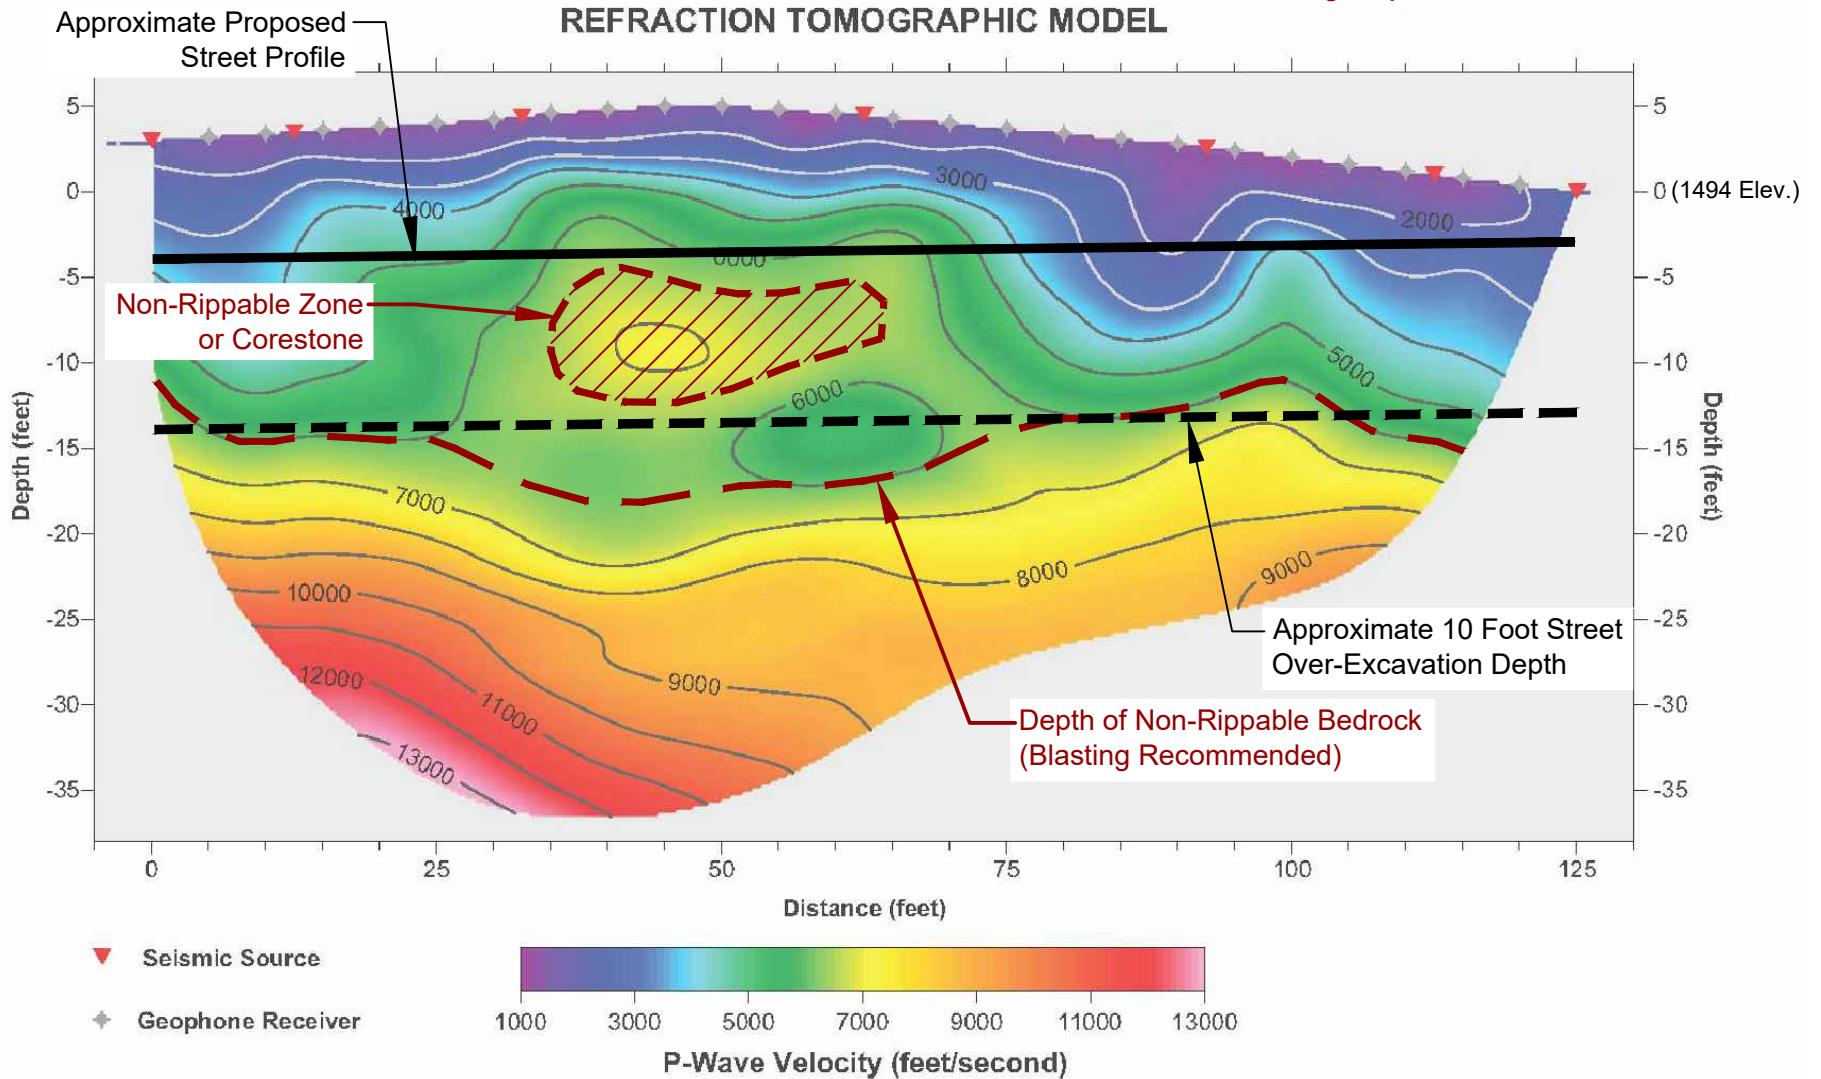 Approximate Proposed
Street Profile
REFRACTION TOMOGRAPHIC MODEL
5
0
-5
-10
-15
-20
-25
-30
-35
Depth (feet)
5
0 (1494 Elev.)
-5
-10
-15
-20
-25
-30
-35
Depth (feet)
3000
4000
2000
6000
Non-Rippable Zone
or Corestone
5000
6000
7000
8000
9000
10000
9000
12000
11000
13000
Approximate 10 Foot Street
Over-Excavation Depth
Depth of Non-Rippable Bedrock
(Blasting Recommended)
0
25
50
75
100
125
Distance (feet)
Seismic Source
Geophone Receiver
1000
3000
5000
7000
9000
11000
13000
P-Wave Velocity (feet/second)